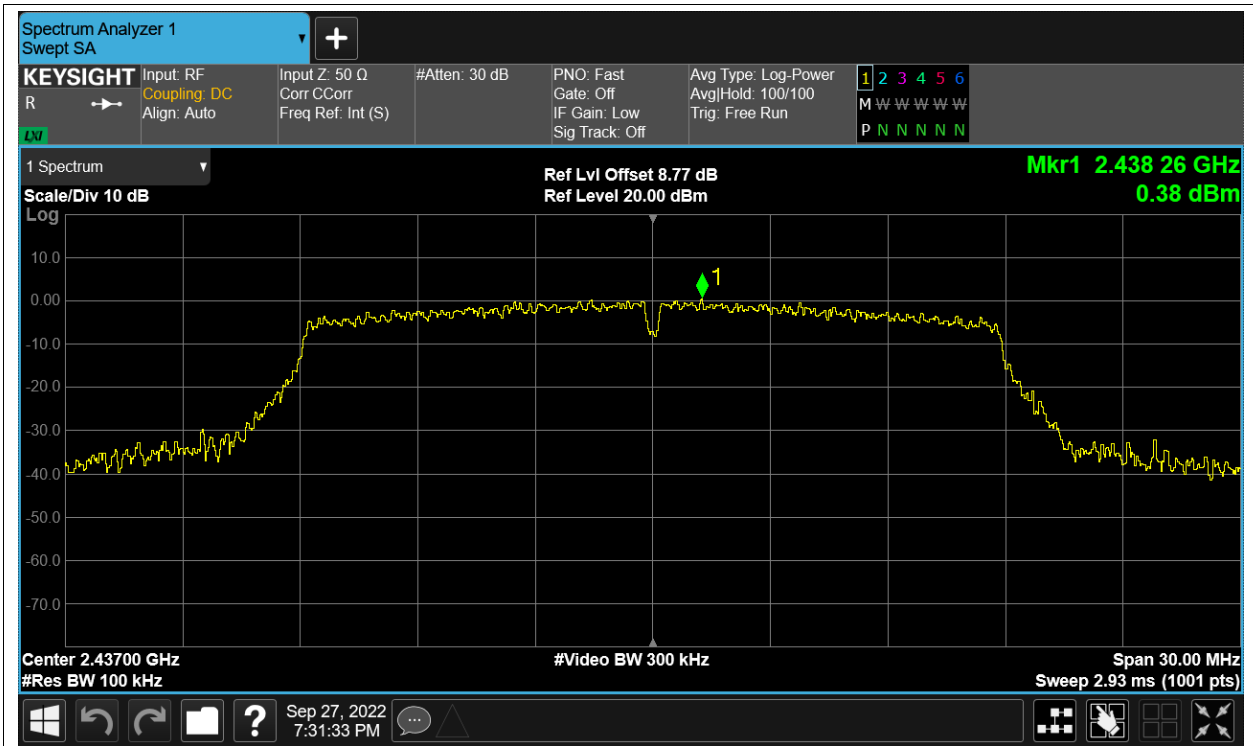 Spectrum Analyzer 1
Swept SA
KEYSIGHT
R
LXI
Input: RF
Coupling: DC
Align: Auto
Input Z: 50 Ω
Corr CCorr
Freq Ref: Int (S)
#Atten: 30 dB
PNO: Fast
Gate: Off
IF Gain: Low
Sig Track: Off
Avg Type: Log-Power
Avg|Hold: 100/100
Trig: Free Run
1 2 3 4 5 6
M W W W W W
P N N N N N
1 Spectrum
Scale/Div 10 dB
Log
Ref Lvl Offset 8.77 dB
Ref Level 20.00 dBm
Mkr1 2.438 26 GHz
0.38 dBm
1
10.0
0.00
-10.0
-20.0
-30.0
-40.0
-50.0
-60.0
-70.0
Center 2.43700 GHz
#Video BW 300 kHz
Span 30.00 MHz
#Res BW 100 kHz
Sweep 2.93 ms (1001 pts)
?
Sep 27, 2022
7:31:33 PM